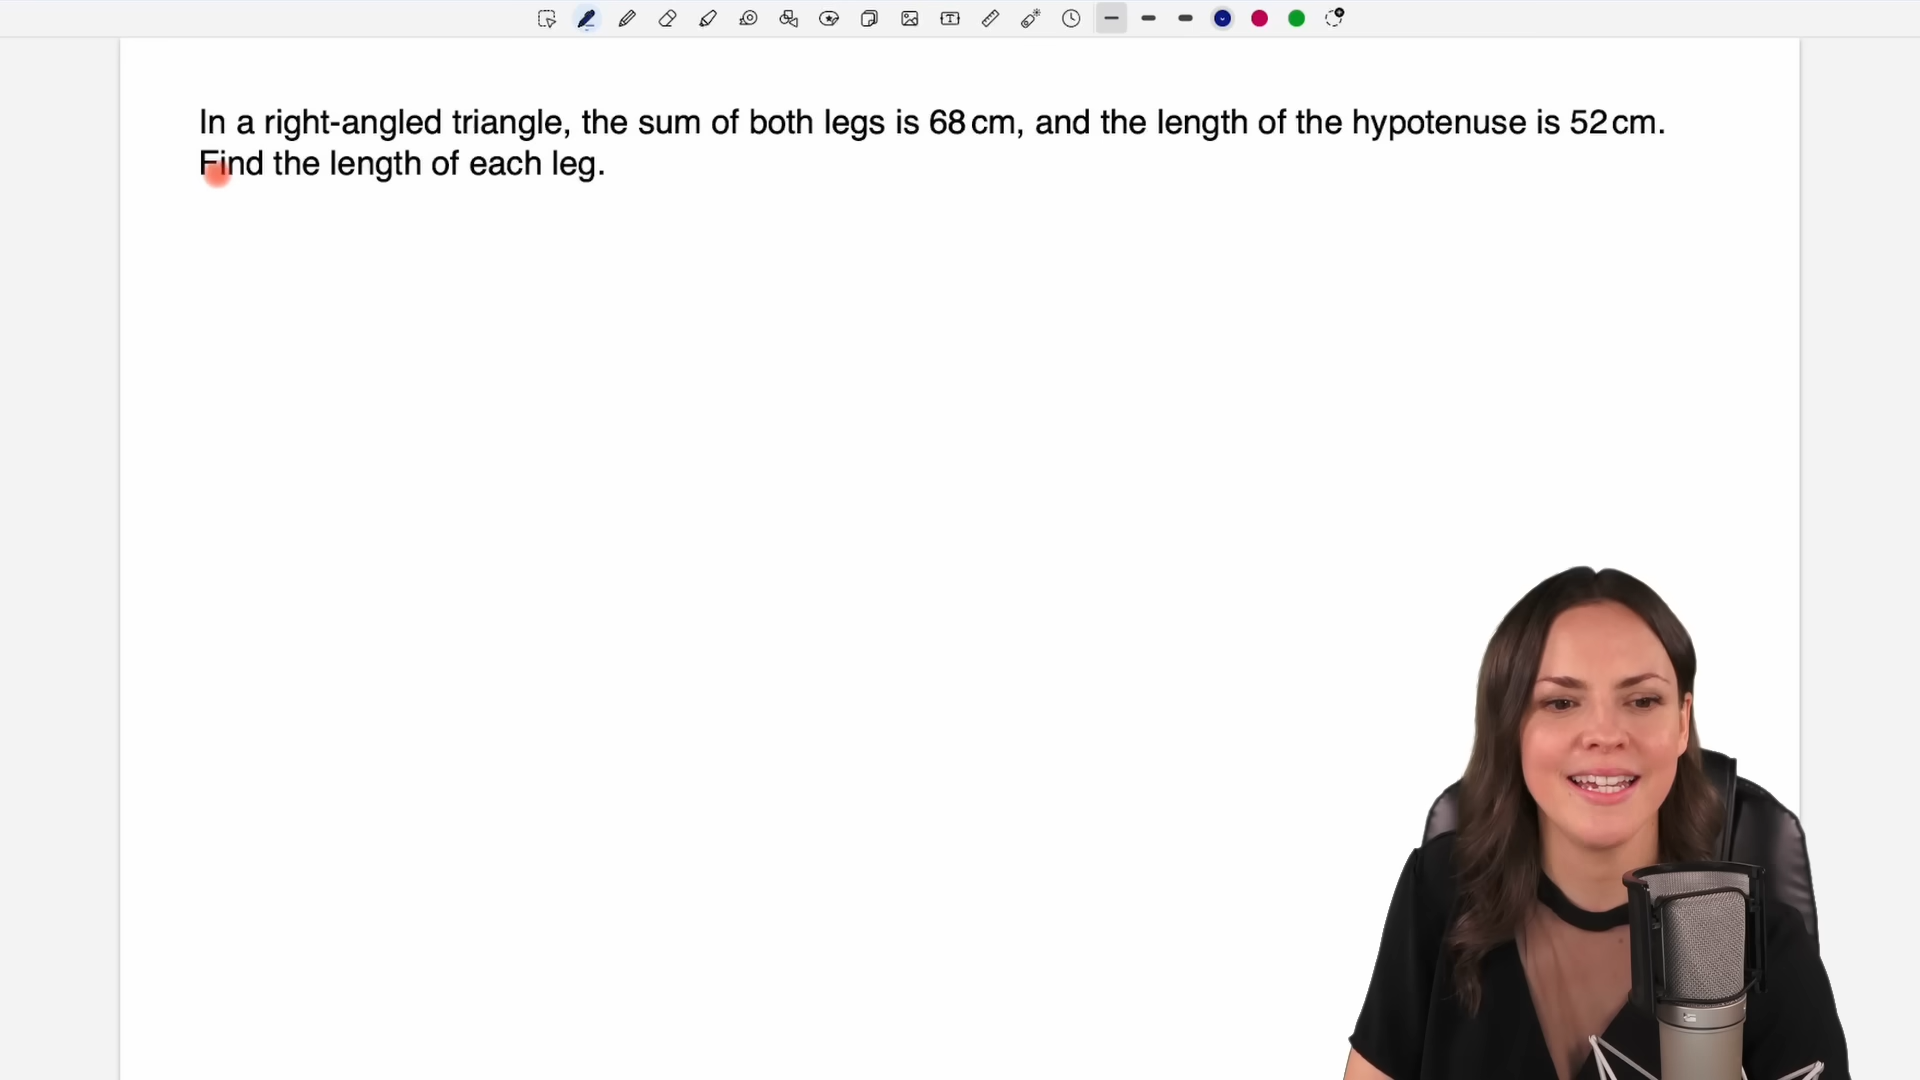 In a right-angled triangle, the sum of both legs is 68 cm, and the length of the hypotenuse is 52 cm.
Find the length of each leg.